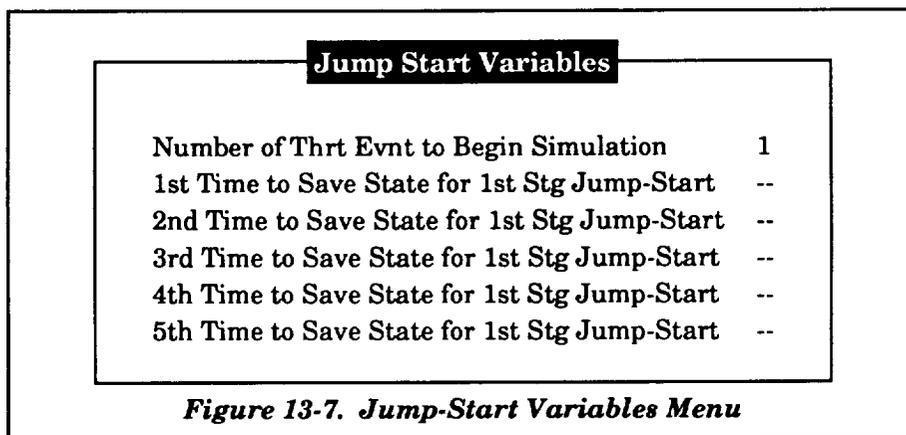 Jump Start Variables
Number of Thrt Evnt to Begin Simulation 1
1st Time to Save State for 1st Stg Jump-Start --
2nd Time to Save State for 1st Stg Jump-Start --
3rd Time to Save State for 1st Stg Jump-Start --
4th Time to Save State for 1st Stg Jump-Start --
5th Time to Save State for 1st Stg Jump-Start --
Figure 13-7. Jump-Start Variables Menu